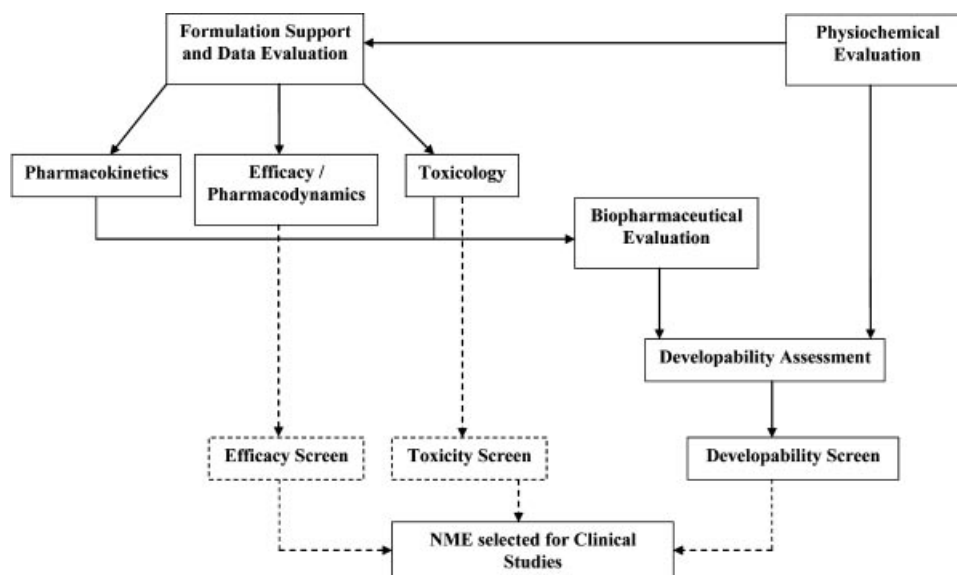 Formulation Support
and Data Evaluation
Physiochemical
Evaluation
Pharmacokinetics
Efficacy /
Pharmacodynamics
Toxicology
Biopharmaceutical
Evaluation
Developability Assessment
Efficacy Screen
Toxicity Screen
Developability Screen
NME selected for Clinical
Studies